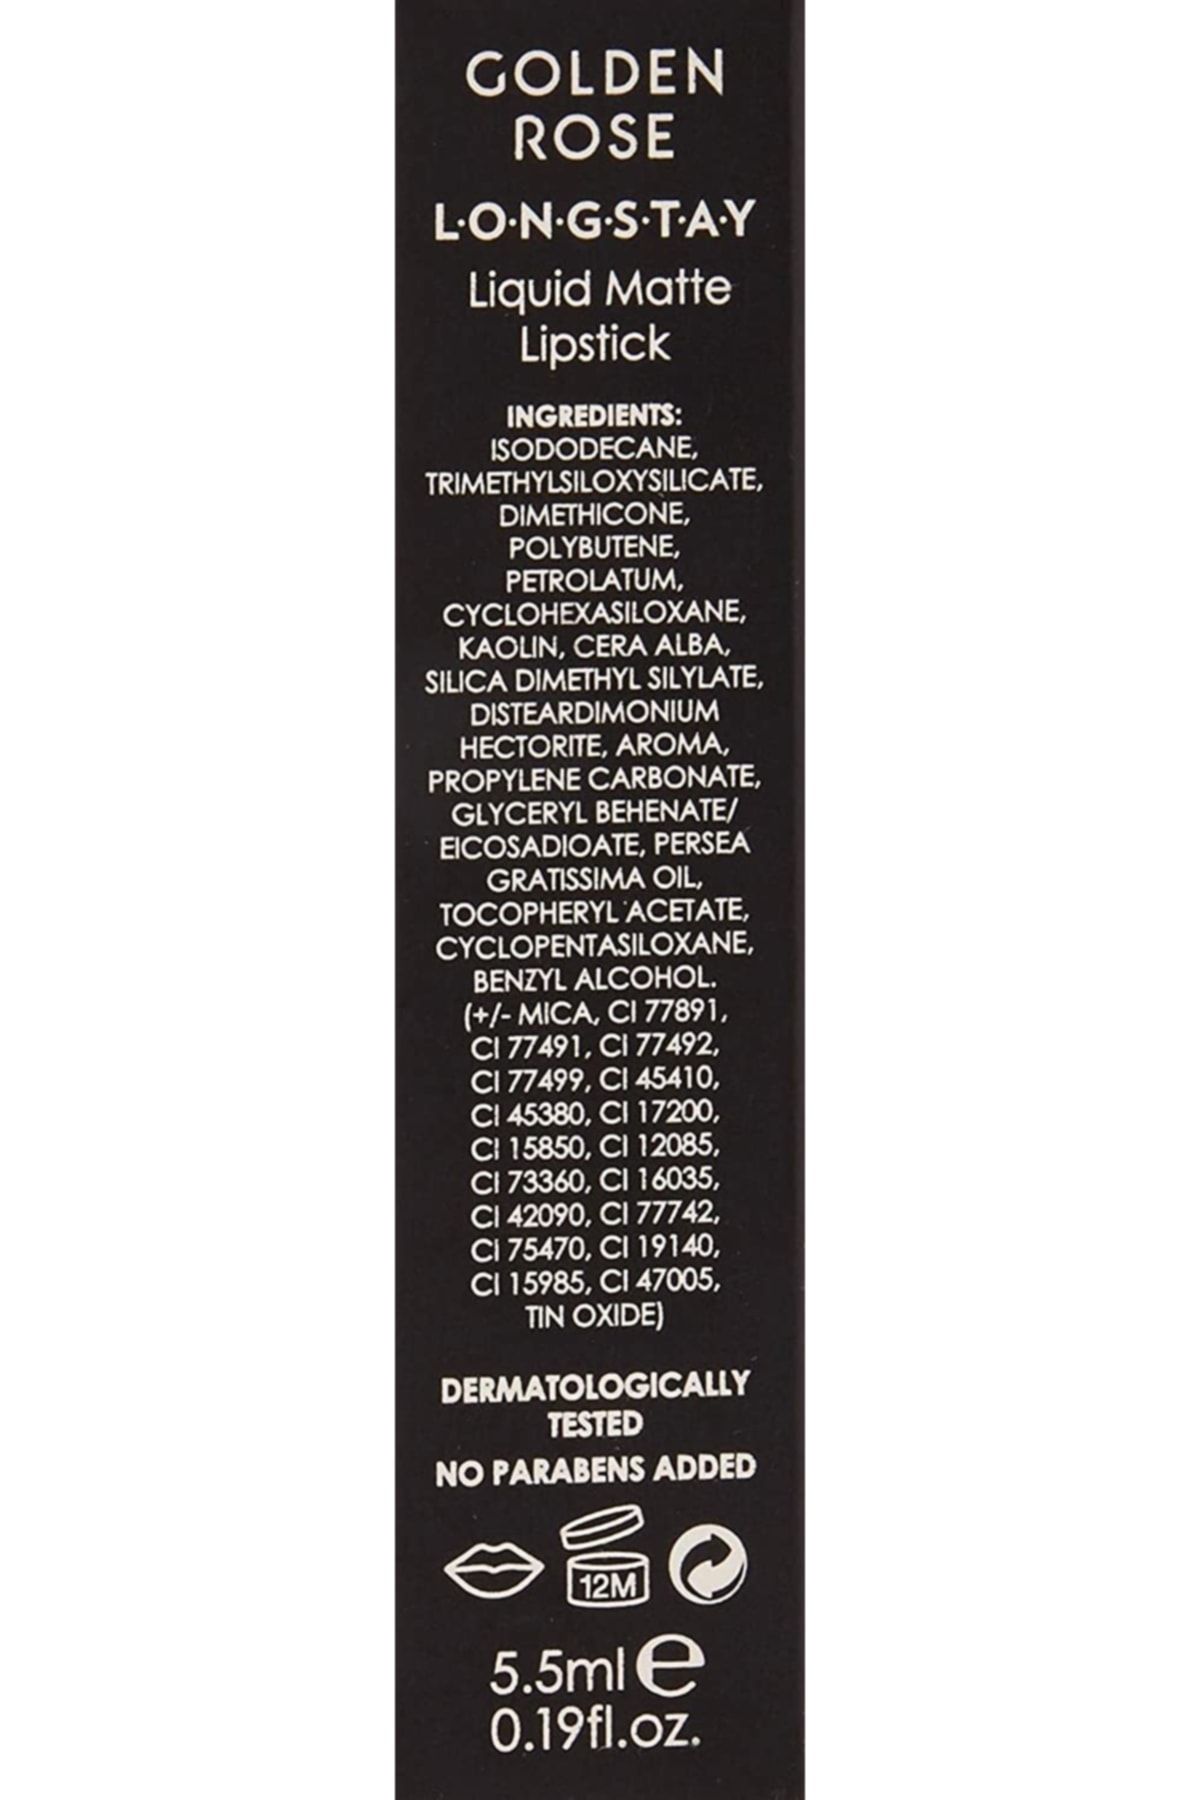 GOLDEN
ROSE
L·O·N·G·S·T·A·Y
Liquid Matte
Lipstick
INGREDIENTS:
ISODODECANE,
TRIMETHYLSILOXYSILICATE,
DIMETHICONE,
POLYBUTENE,
PETROLATUM,
CYCLOHEXASILOXANE,
KAOLIN, CERA ALBA,
SILICA DIMETHYL SILYLATE,
DISTEARDIMONIUM
HECTORITE, AROMA,
PROPYLENE CARBONATE,
GLYCERYL BEHENATE/
EICOSADIOATE, PERSEA
GRATISSIMA OIL,
TOCOPHERYL ACETATE,
CYCLOPENTASILOXANE,
BENZYL ALCOHOL.
(+/- MICA, CI 77891,
CI 77491, CI 77492,
CI 77499, CI 45410,
CI 45380, CI 17200,
CI 15850, CI 12085,
CI 73360, CI 16035,
CI 42090, CI 77742,
CI 75470, CI 19140,
CI 15985, CI 47005,
TIN OXIDE)
DERMATOLOGICALLY
TESTED
NO PARABENS ADDED
12M
5.5ml e
0.19fl.oz.